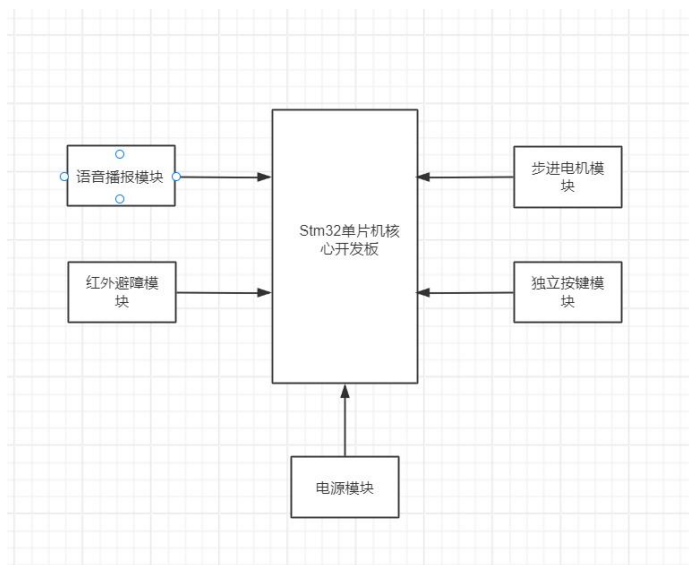 语音播报模块
步进电机模
块
Stm32单片机核
心开发板
红外避障模
块
独立按键模
块
电源模块